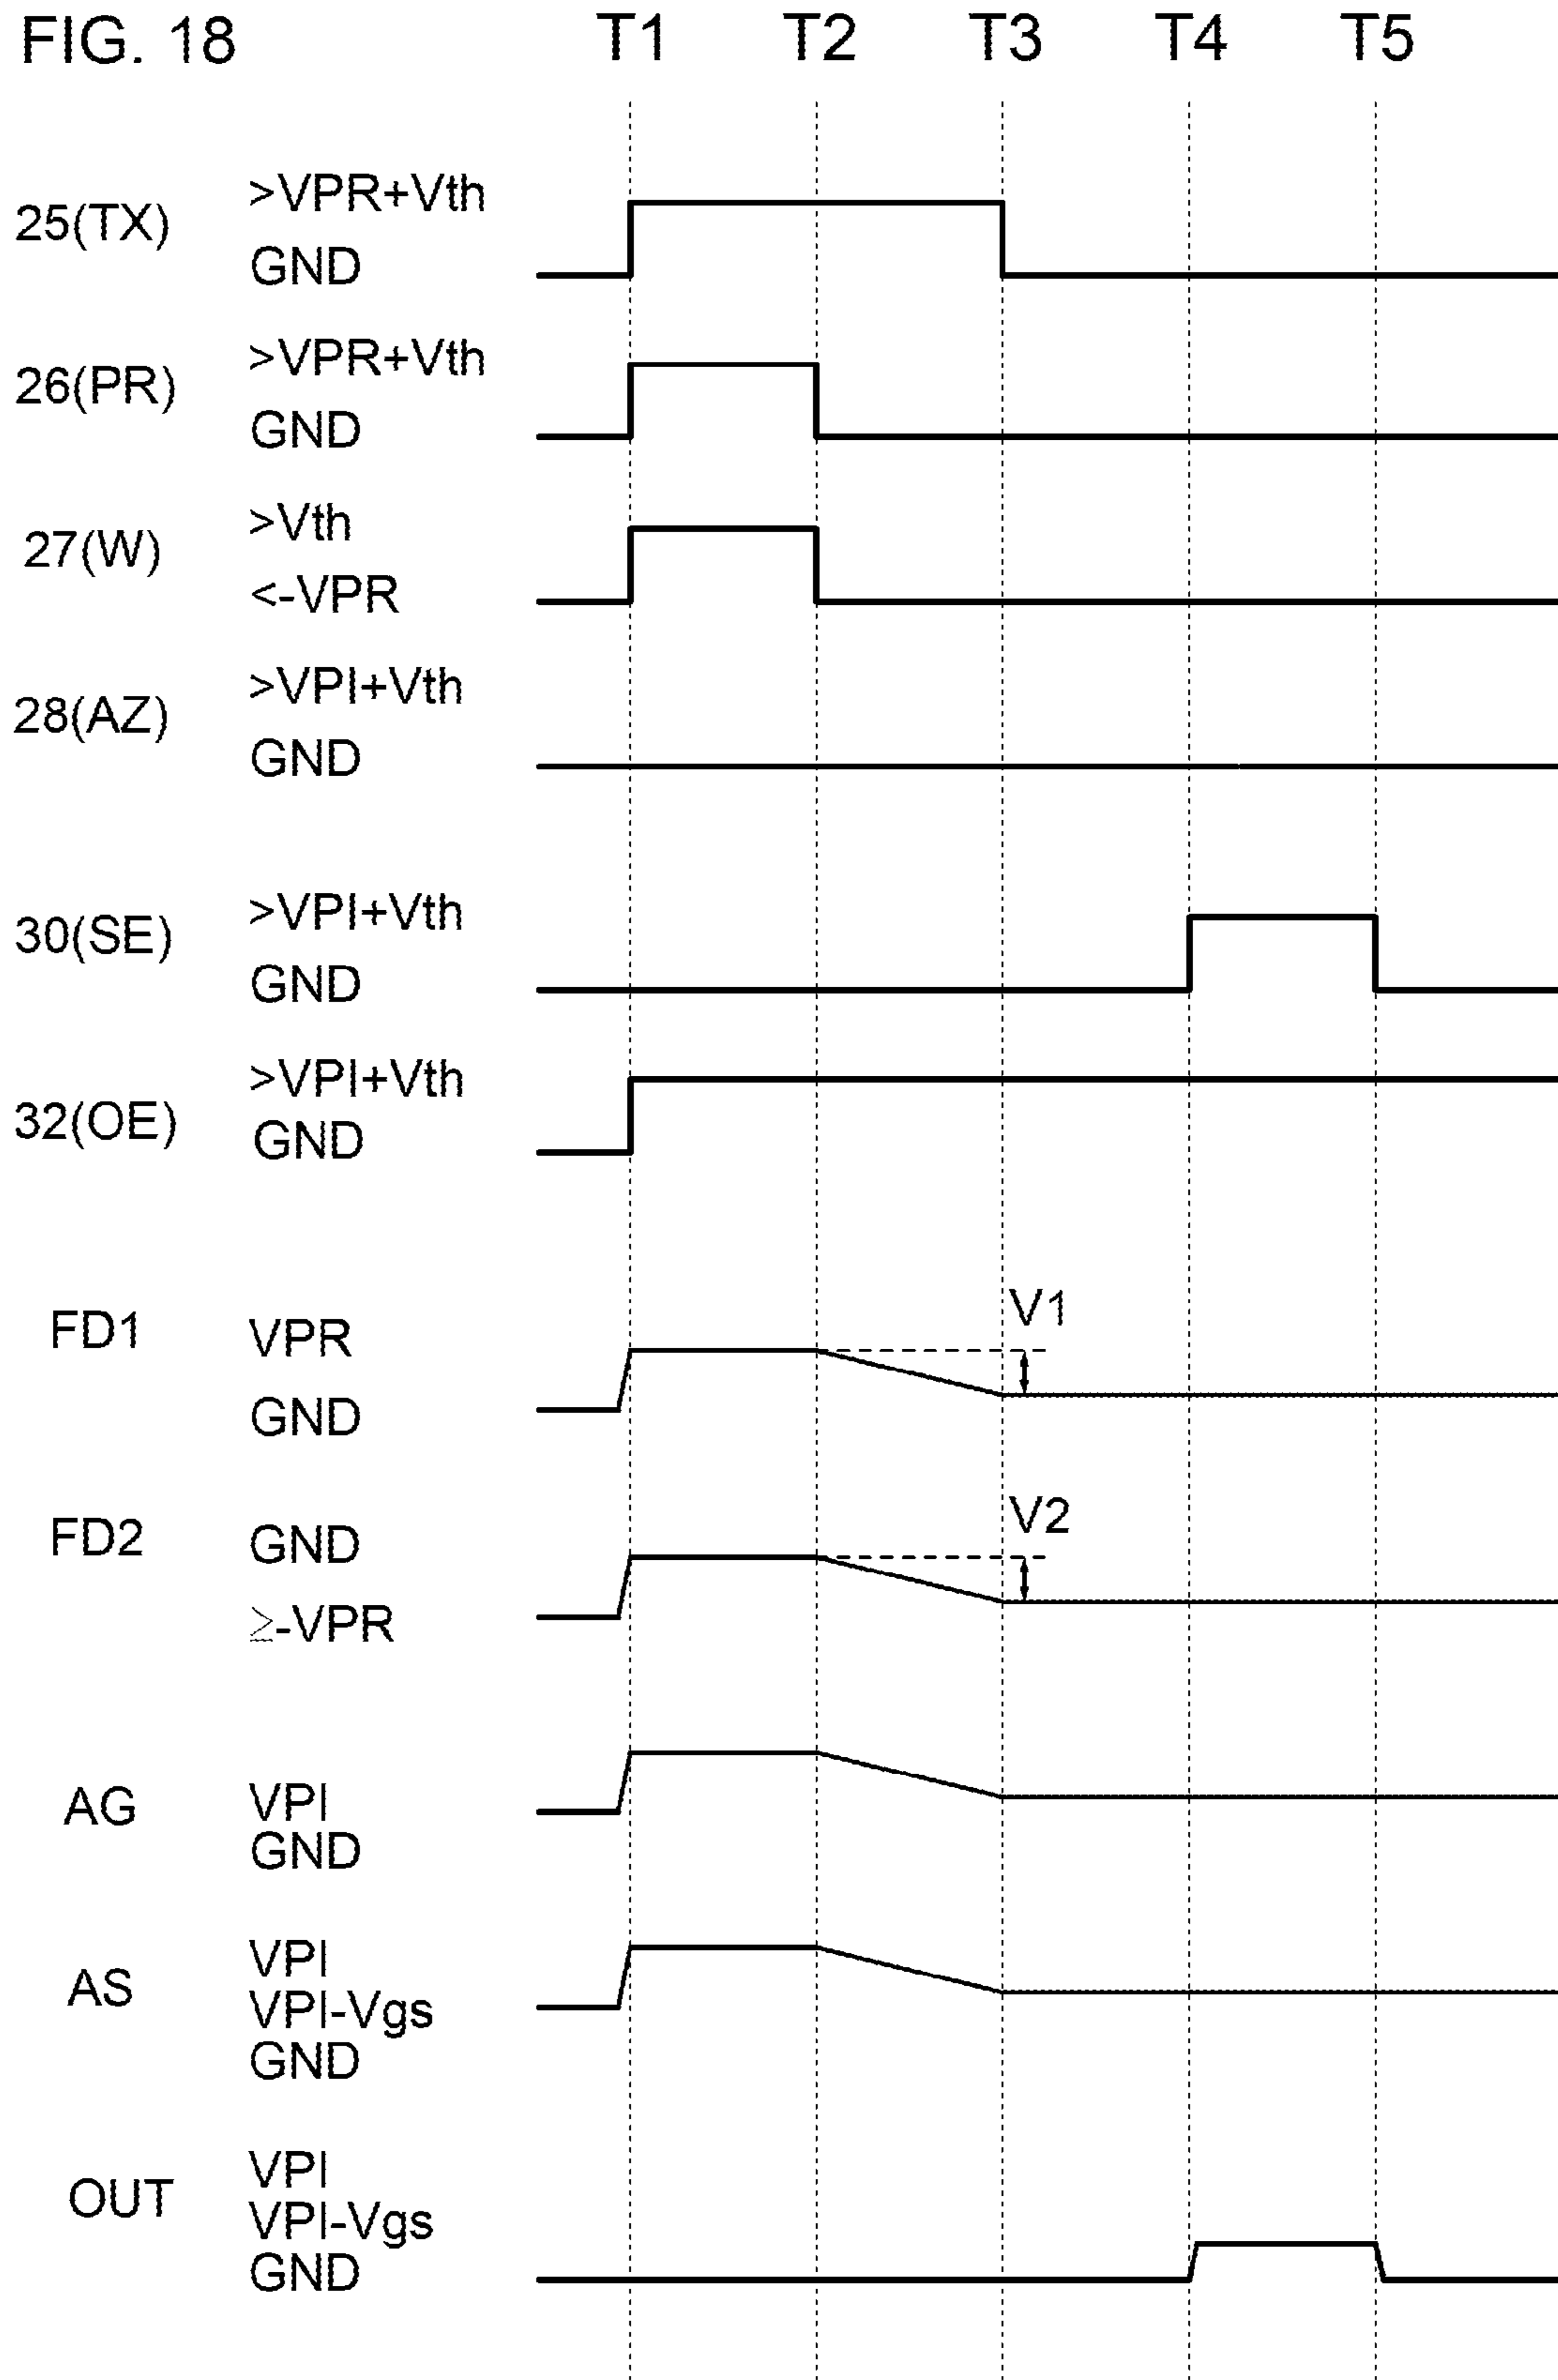 FIG. 18 T1 T2 T3 T4 T5
25(TX) >VPR+Vth
GND
26(PR) >VPR+Vth
GND
27(W) >Vth
<-VPR
28(AZ) >VPI+Vth
GND
30(SE) >VPI+Vth
GND
32(OE) >VPI+Vth
GND
V1
FD1 VPR
GND
V2
FD2 GND
≥-VPR
AG VPI
GND
AS VPI
VPI-Vgs
GND
OUT VPI
VPI-Vgs
GND